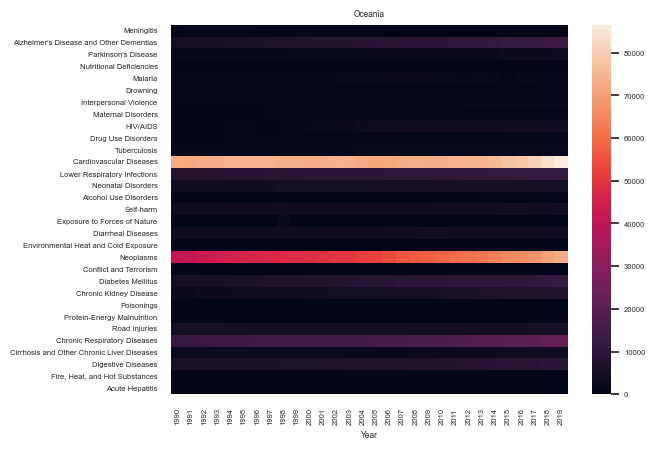 Oceania
Meningitis
Alzheimer's Disease and Other Dementias
Parkinson's Disease
Nutritional Deficiencies
Malaria
Drowning
Interpersonal Violence
Maternal Disorders
HIV/AIDS
Drug Use Disorders
Tuberculosis
Cardiovascular Diseases
Lower Respiratory Infections
Neonatal Disorders
Alcohol Use Disorders
Self-harm
Exposure to Forces of Nature
Diarrheal Diseases
Environmental Heat and Cold Exposure
Neoplasms
Conflict and Terrorism
Diabetes Mellitus
Chronic Kidney Disease
Poisonings
Protein-Energy Malnutrition
Road Injuries
Chronic Respiratory Diseases
Cirrhosis and Other Chronic Liver Diseases
Digestive Diseases
Fire, Heat, and Hot Substances
Acute Hepatitis
1990 1991 1992 1993 1994 1995 1996 1997 1998 1999 2000 2001 2002 2003 2004 2005 2006 2007 2008 2009 2010 2011 2012 2013 2014 2015 2016 2017 2018 2019
Year
80000
70000
60000
50000
40000
30000
20000
10000
0